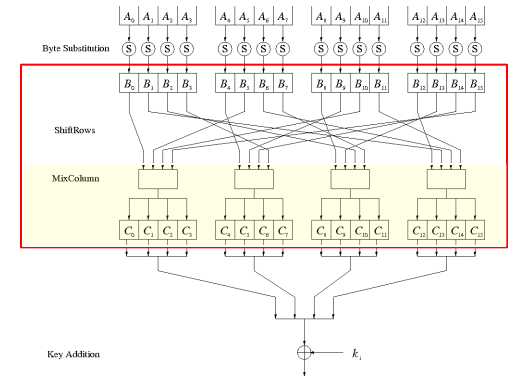 A0 A1 A2 A3 A4 A5 A6 A7 A8 A9 A10 A11 A12 A13 A14 A15
Byte Substitution S S S S S S S S S S S S S S S S
B0 B1 B2 B3 B4 B5 B6 B7 B8 B9 B10 B11 B12 B13 B14 B15
ShiftRows
MixColumn
C0 C1 C2 C3 C4 C5 C6 C7 C8 C9 C10 C11 C12 C13 C14 C15
Key Addition ki